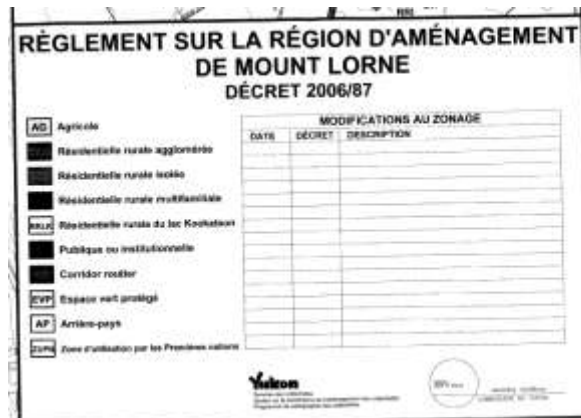 RÈGLEMENT SUR LA RÉGION D'AMÉNAGEMENT
DE MOUNT LORNE
DÉCRET 2006/87
MODIFICATIONS AU ZONAGE
DATE DÉCRET DESCRIPTION
AG Agricole
Résidentielle rurale agglomérée
Résidentielle rurale isolée
Résidentielle rurale multifamiliale
Résidentielle rurale du lac Kookatsoon
Publique ou institutionnelle
Corridor routier
EVP Espace vert protégé
AP Arrière-pays
Zone d'utilisation par les Premières nations
Yukon